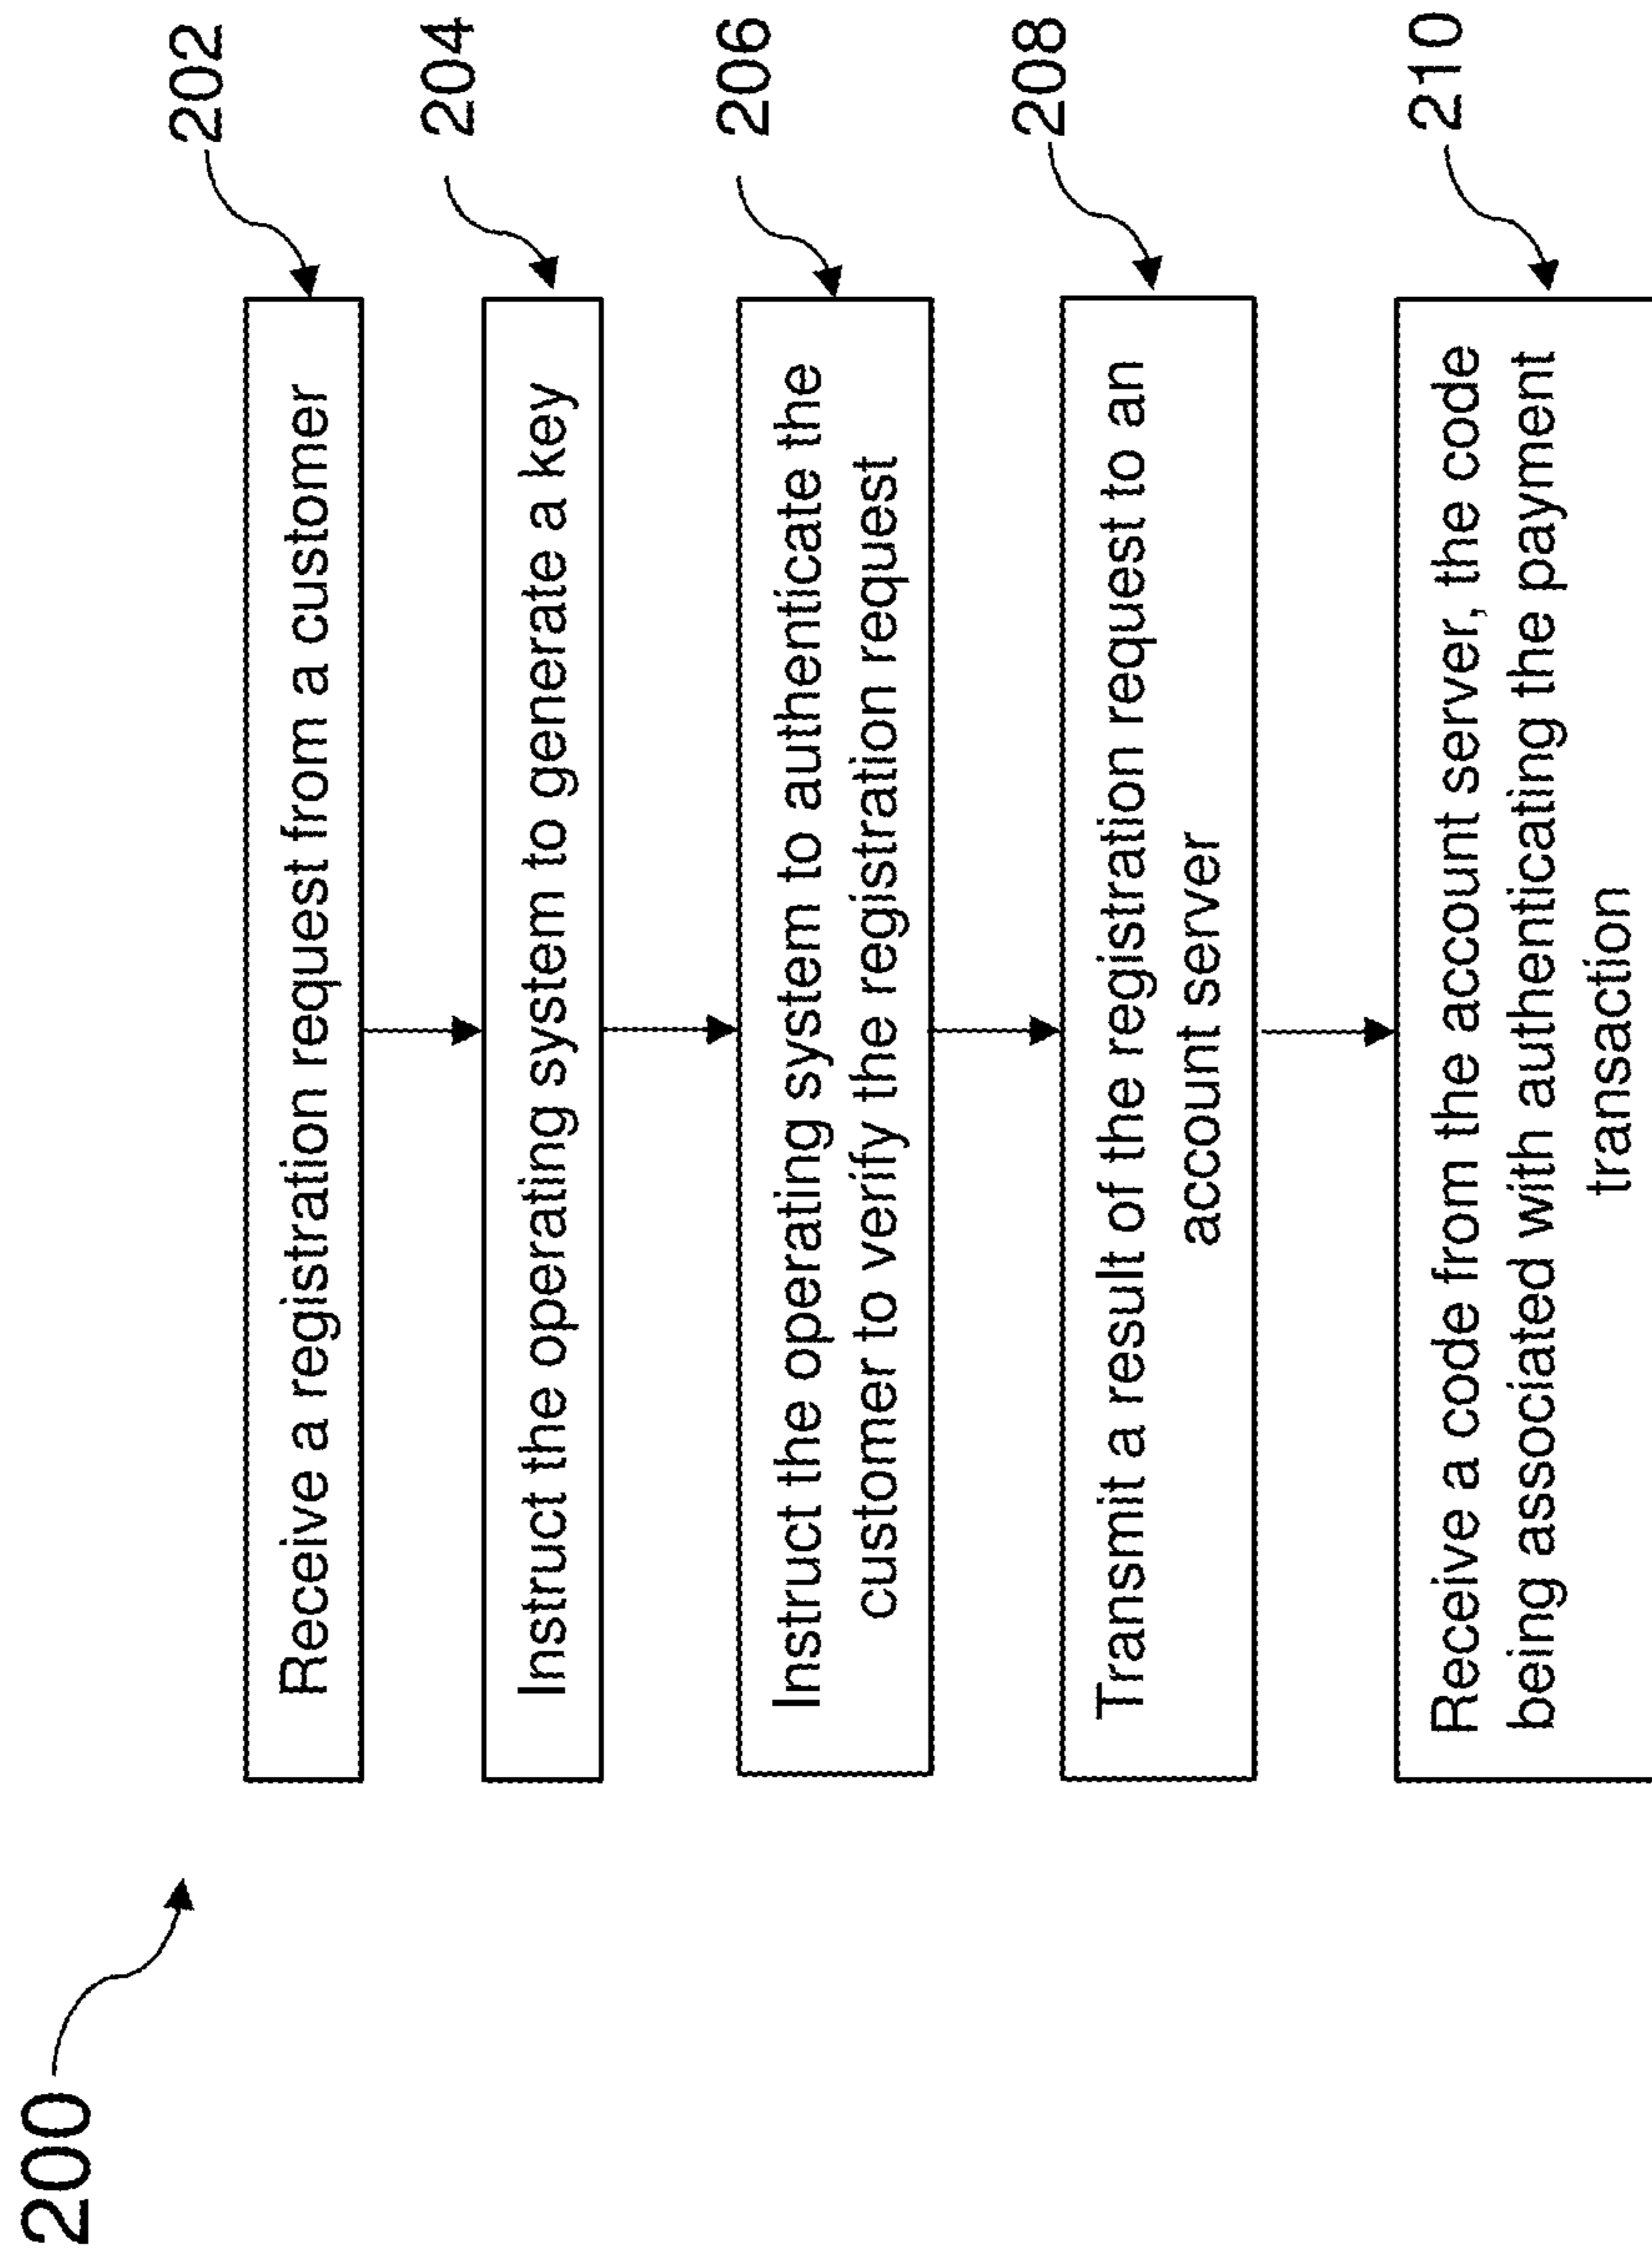 200
202
Receive a registration request from a customer
204
Instruct the operating system to generate a key
206
Instruct the operating system to authenticate the
customer to verify the registration request
208
Transmit a result of the registration request to an
account server
210
Receive a code from the account server, the code
being associated with authenticating the payment
transaction